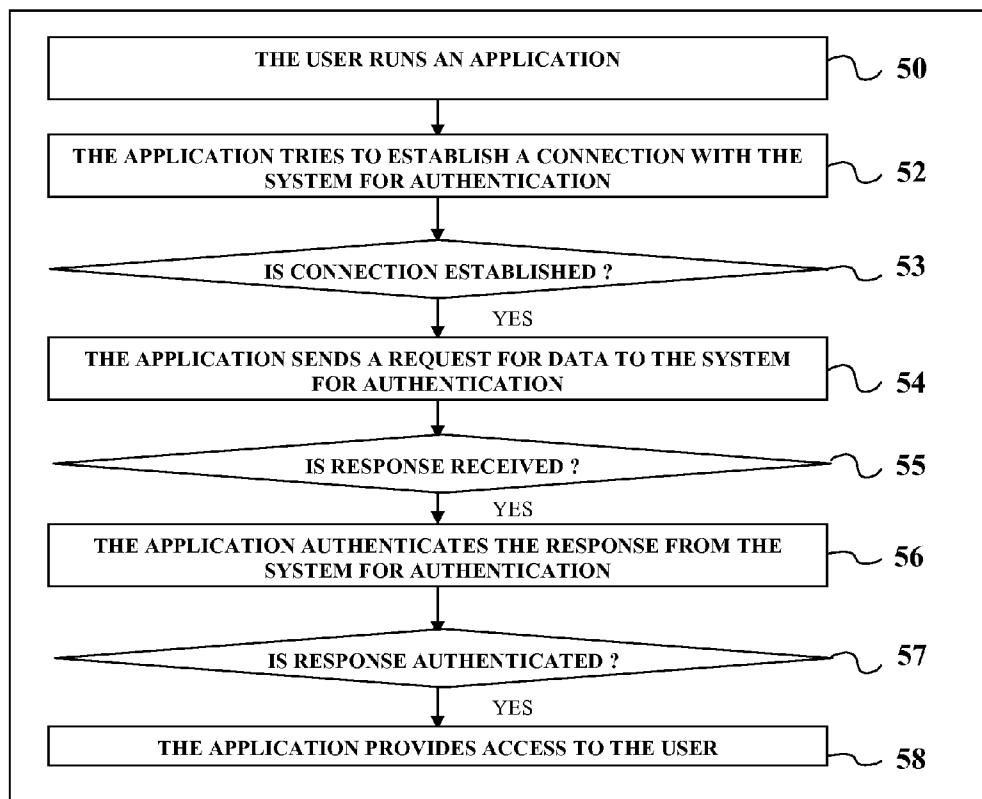 THE USER RUNS AN APPLICATION
50
THE APPLICATION TRIES TO ESTABLISH A CONNECTION WITH THE
SYSTEM FOR AUTHENTICATION
52
IS CONNECTION ESTABLISHED ?
53
YES
THE APPLICATION SENDS A REQUEST FOR DATA TO THE SYSTEM
FOR AUTHENTICATION
54
IS RESPONSE RECEIVED ?
55
YES
THE APPLICATION AUTHENTICATES THE RESPONSE FROM THE
SYSTEM FOR AUTHENTICATION
56
IS RESPONSE AUTHENTICATED ?
57
YES
THE APPLICATION PROVIDES ACCESS TO THE USER
58